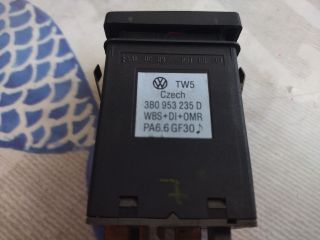 TW5
Czech
3B0 953 235 D
WBS+DI+OMR
PA6.6 GF30